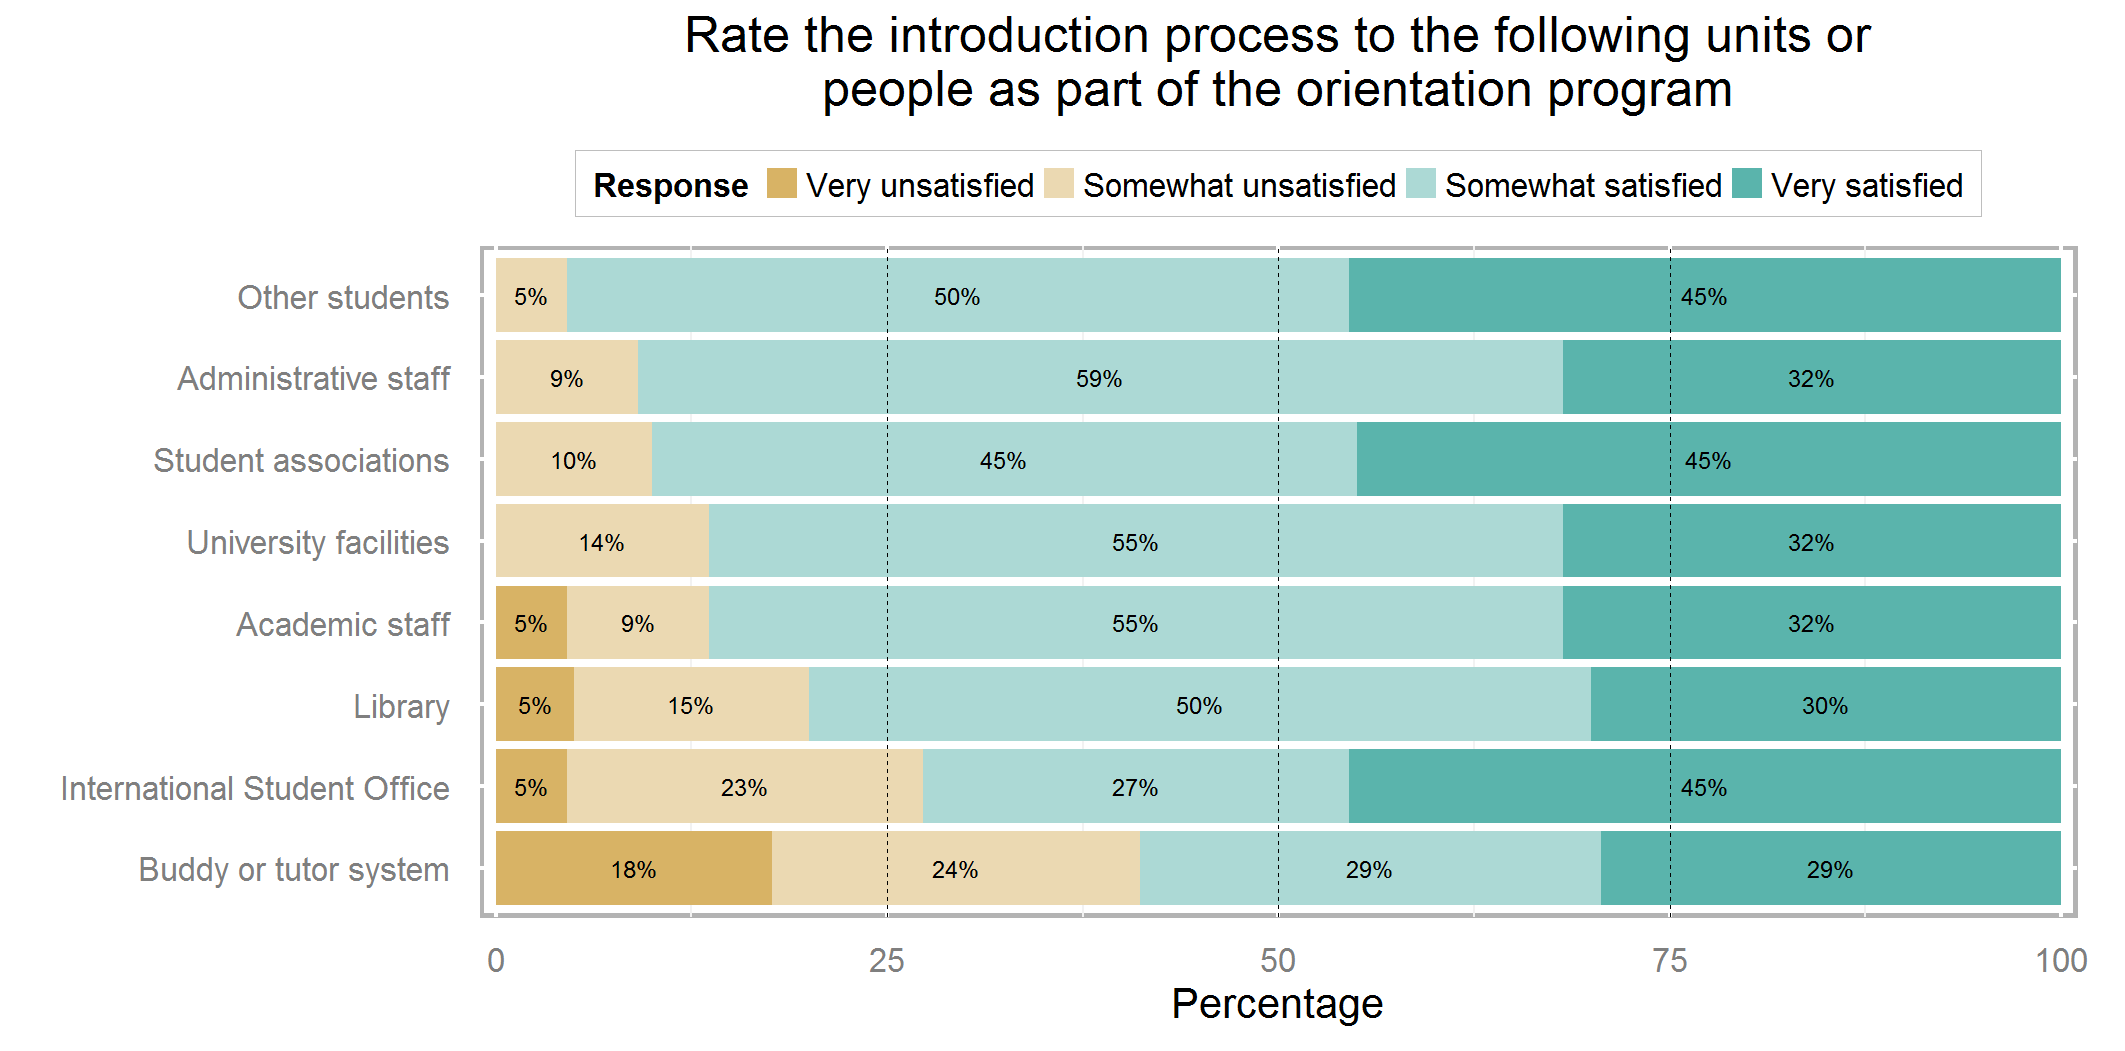 Rate the introduction process to the following units or
people as part of the orientation program
Response Very unsatisfied Somewhat unsatisfied Somewhat satisfied Very satisfied
Other students 5% 50% 45%
Administrative staff 9% 59% 32%
Student associations 10% 45% 45%
University facilities 14% 55% 32%
Academic staff 5% 9% 55% 32%
Library 5% 15% 50% 30%
International Student Office 5% 23% 27% 45%
Buddy or tutor system 18% 24% 29% 29%
0 25 50 75 100
Percentage